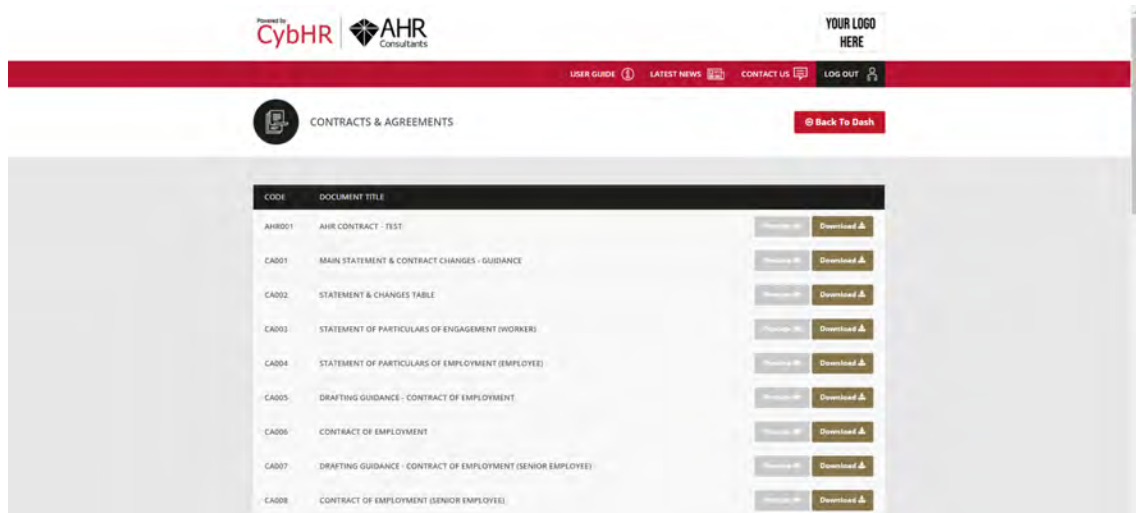 Powered by
CybHR AHR Consultants
YOUR LOGO HERE
USER GUIDE LATEST NEWS CONTACT US LOG OUT
CONTRACTS & AGREEMENTS Back To Dash
CODE DOCUMENT TITLE
AHR001 AHR CONTRACT - TEST Download
CA001 MAIN STATEMENT & CONTRACT CHANGES - GUIDANCE Download
CA002 STATEMENT & CHANGES TABLE Download
CA003 STATEMENT OF PARTICULARS OF ENGAGEMENT (WORKER) Download
CA004 STATEMENT OF PARTICULARS OF EMPLOYMENT (EMPLOYEE) Download
CA005 DRAFTING GUIDANCE - CONTRACT OF EMPLOYMENT Download
CA006 CONTRACT OF EMPLOYMENT Download
CA007 DRAFTING GUIDANCE - CONTRACT OF EMPLOYMENT (SENIOR EMPLOYEE) Download
CA008 CONTRACT OF EMPLOYMENT (SENIOR EMPLOYEE) Download